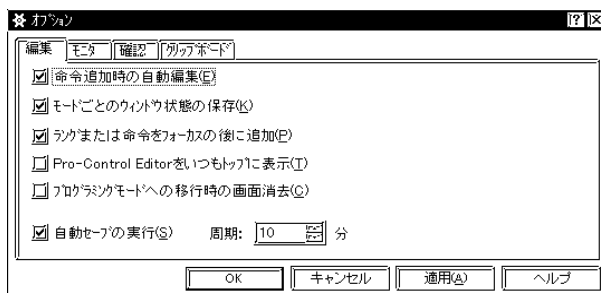 オプション
編集 モニタ 確認 クリップボード
命令追加時の自動編集(E)
モードごとのウィンドウ状態の保存(K)
ラングまたは命令をフォーカスの後に追加(P)
Pro-Control Editorをいつもトップに表示(T)
プログラミングモードへの移行時の画面消去(C)
自動セーブの実行(S) 周期: 10 分
OK キャンセル 適用(A) ヘルプ